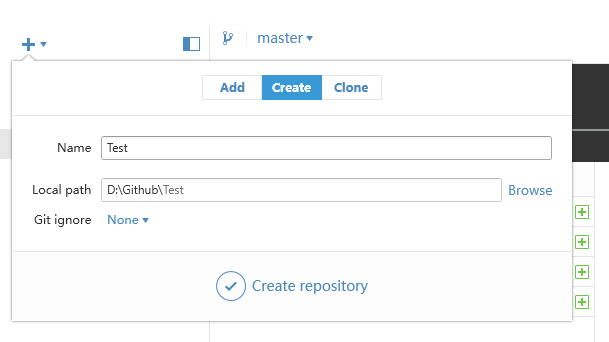 master
Add Create Clone
Name Test
Local path D:\Github\Test Browse
Git ignore None
Create repository